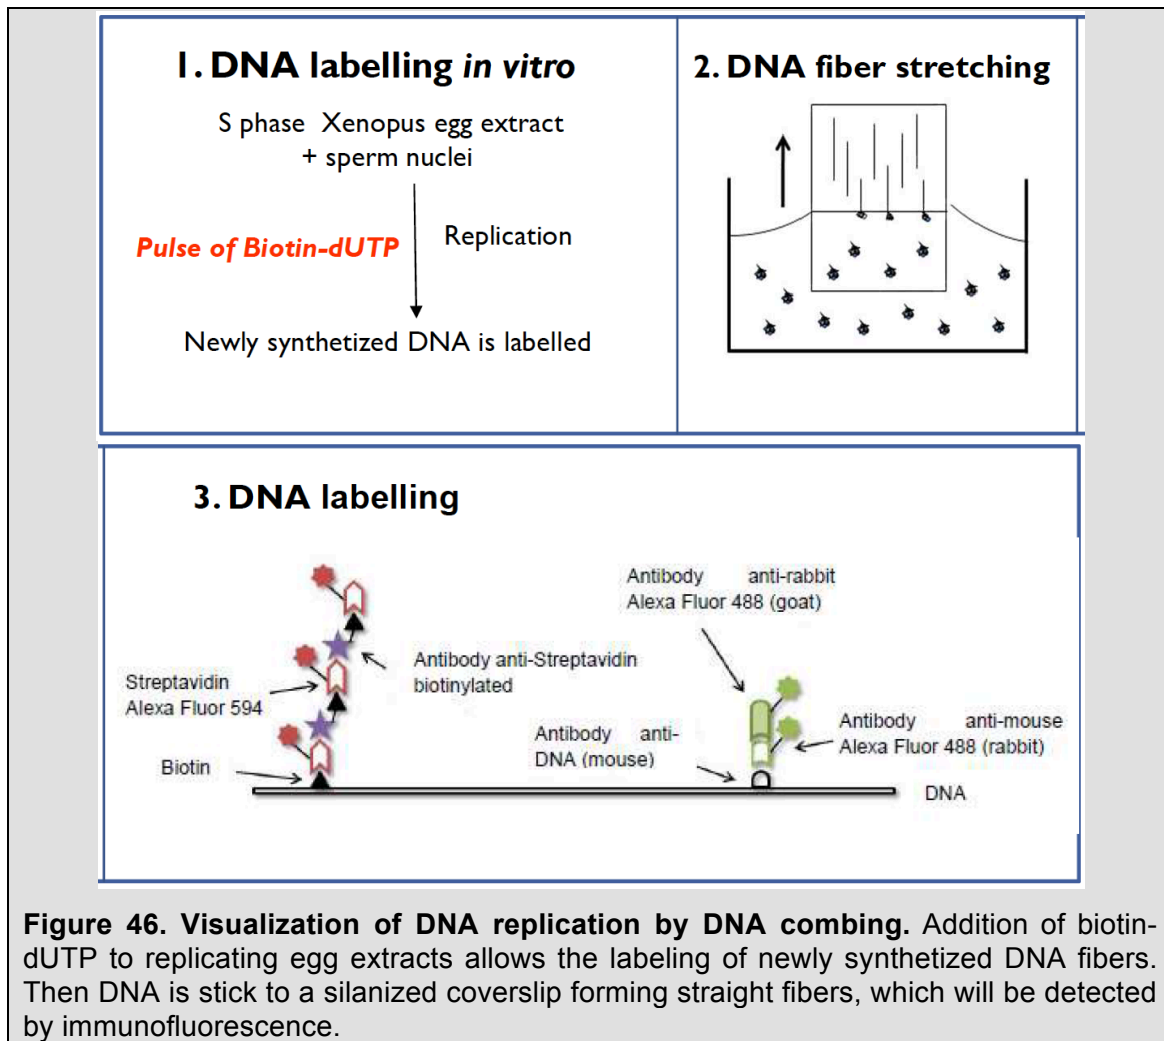 1. DNA labelling in vitro
S phase Xenopus egg extract
+ sperm nuclei
Pulse of Biotin-dUTP
Replication
Newly synthetized DNA is labelled
2. DNA fiber stretching
3. DNA labelling
Streptavidin
Alexa Fluor 594
Biotin
Antibody anti-Streptavidin
biotinylated
Antibody anti-rabbit
Alexa Fluor 488 (goat)
Antibody anti-
DNA (mouse)
Antibody anti-mouse
Alexa Fluor 488 (rabbit)
DNA
Figure 46. Visualization of DNA replication by DNA combing. Addition of biotin-
dUTP to replicating egg extracts allows the labeling of newly synthetized DNA fibers.
Then DNA is stick to a silanized coverslip forming straight fibers, which will be detected
by immunofluorescence.